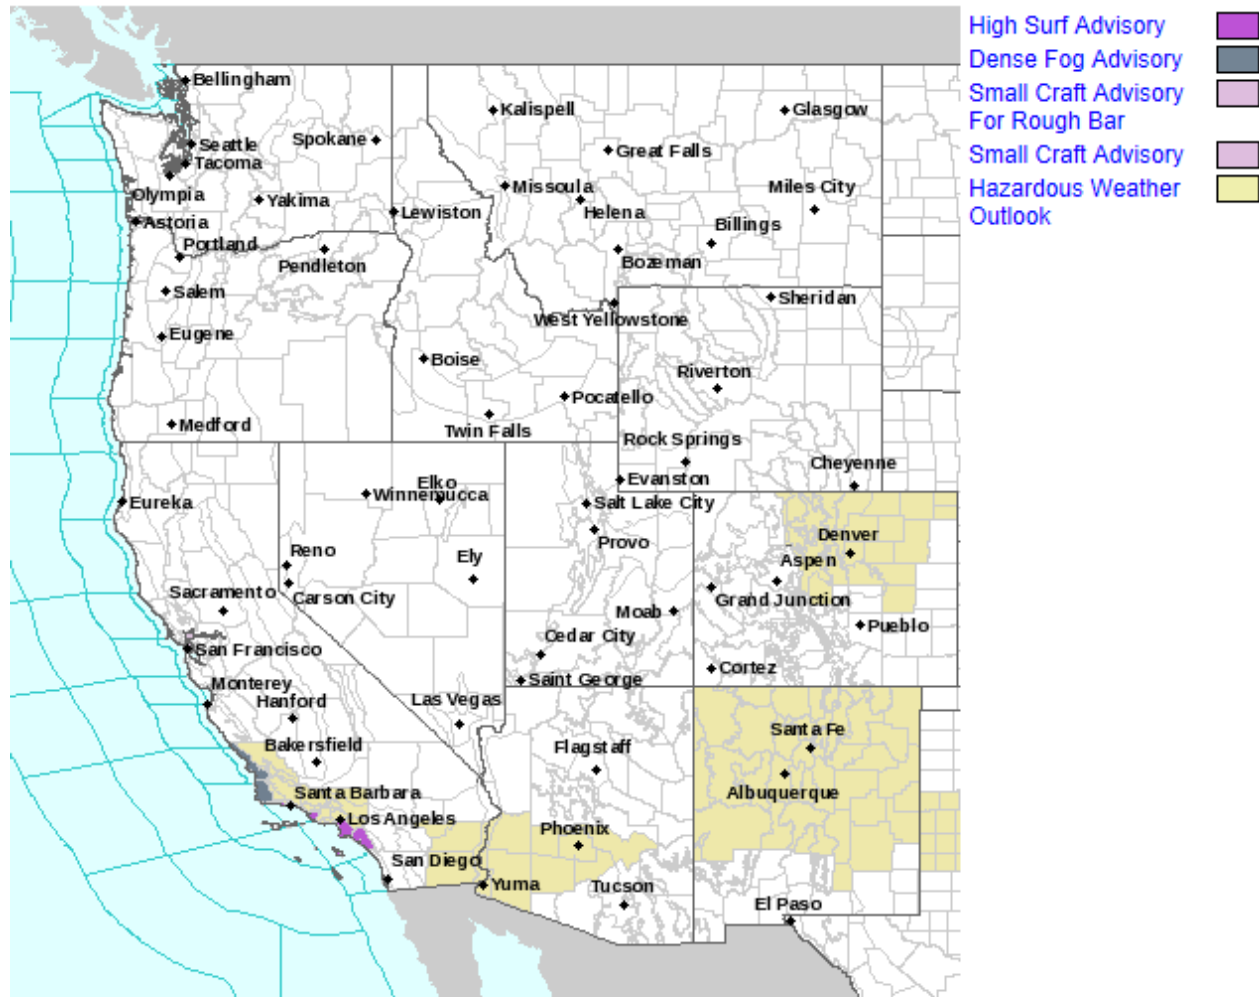 High Surf Advisory
Dense Fog Advisory
Small Craft Advisory
For Rough Bar
Small Craft Advisory
Hazardous Weather
Outlook
Bellingham
Kalispell
Glasgow
Seattle
Spokane
Great Falls
Tacoma
Olympia
Missoula
Miles City
Yakima
Helena
Lewiston
Astoria
Billings
Portland
Pendleton
Bozeman
Salem
Sheridan
West Yellowstone
Eugene
Boise
Riverton
Pocatello
Medford
Twin Falls
Rock Springs
Cheyenne
Evanston
Elko
Winnemucca
Eureka
Salt Lake City
Denver
Provo
Reno
Ely
Aspen
Sacramento
Carson City
Grand Junction
Moab
Pueblo
Cedar City
San Francisco
Cortez
Saint George
Monterey
Hanford
Las Vegas
Santa Fe
Bakersfield
Flagstaff
Santa Barbara
Albuquerque
Los Angeles
Phoenix
San Diego
Yuma
Tucson
El Paso